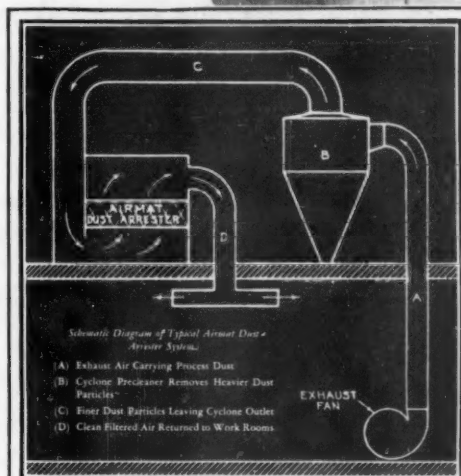 C
B
AIRMAT
DUST ARRESTER
D
A
Schematic Diagram of Typical Airmat Dust
Arrester System
(A) Exhaust Air Carrying Process Dust
(B) Cyclone Precleaner Removes Heavier Dust
Particles
(C) Finer Dust Particles Leaving Cyclone Outlet
(D) Clean Filtered Air Returned to Work Rooms
EXHAUST
FAN